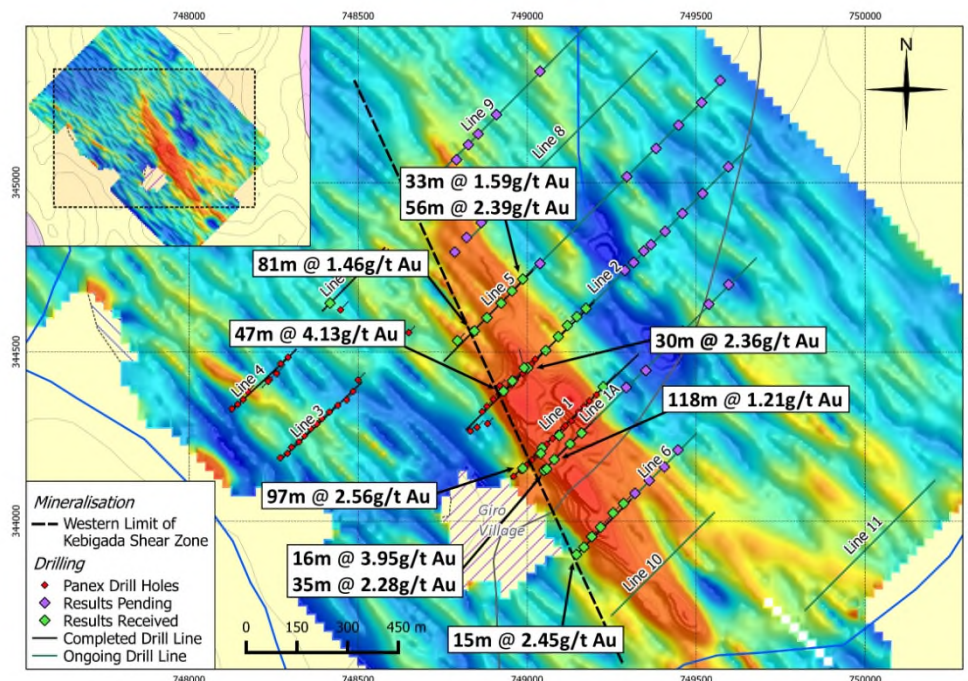 748000 748500 749000 749500 750000
N
Line 9
Line 8
345000
33m @ 1.59g/t Au
56m @ 2.39g/t Au
Line 2
81m @ 1.46g/t Au
Line
Line 5
47m @ 4.13g/t Au
30m @ 2.36g/t Au
344500
Line 4
Line 1
Line 1A
118m @ 1.21g/t Au
Line 3
Line 6
97m @ 2.56g/t Au
Giro
Village
344000
Line 11
16m @ 3.95g/t Au
35m @ 2.28g/t Au
Line 10
15m @ 2.45g/t Au
Mineralisation
Western Limit of
Kebigada Shear Zone
Drilling
Panex Drill Holes
Results Pending
Results Received
Completed Drill Line
Ongoing Drill Line
0 150 300 450 m
748000 748500 749000 749500 750000